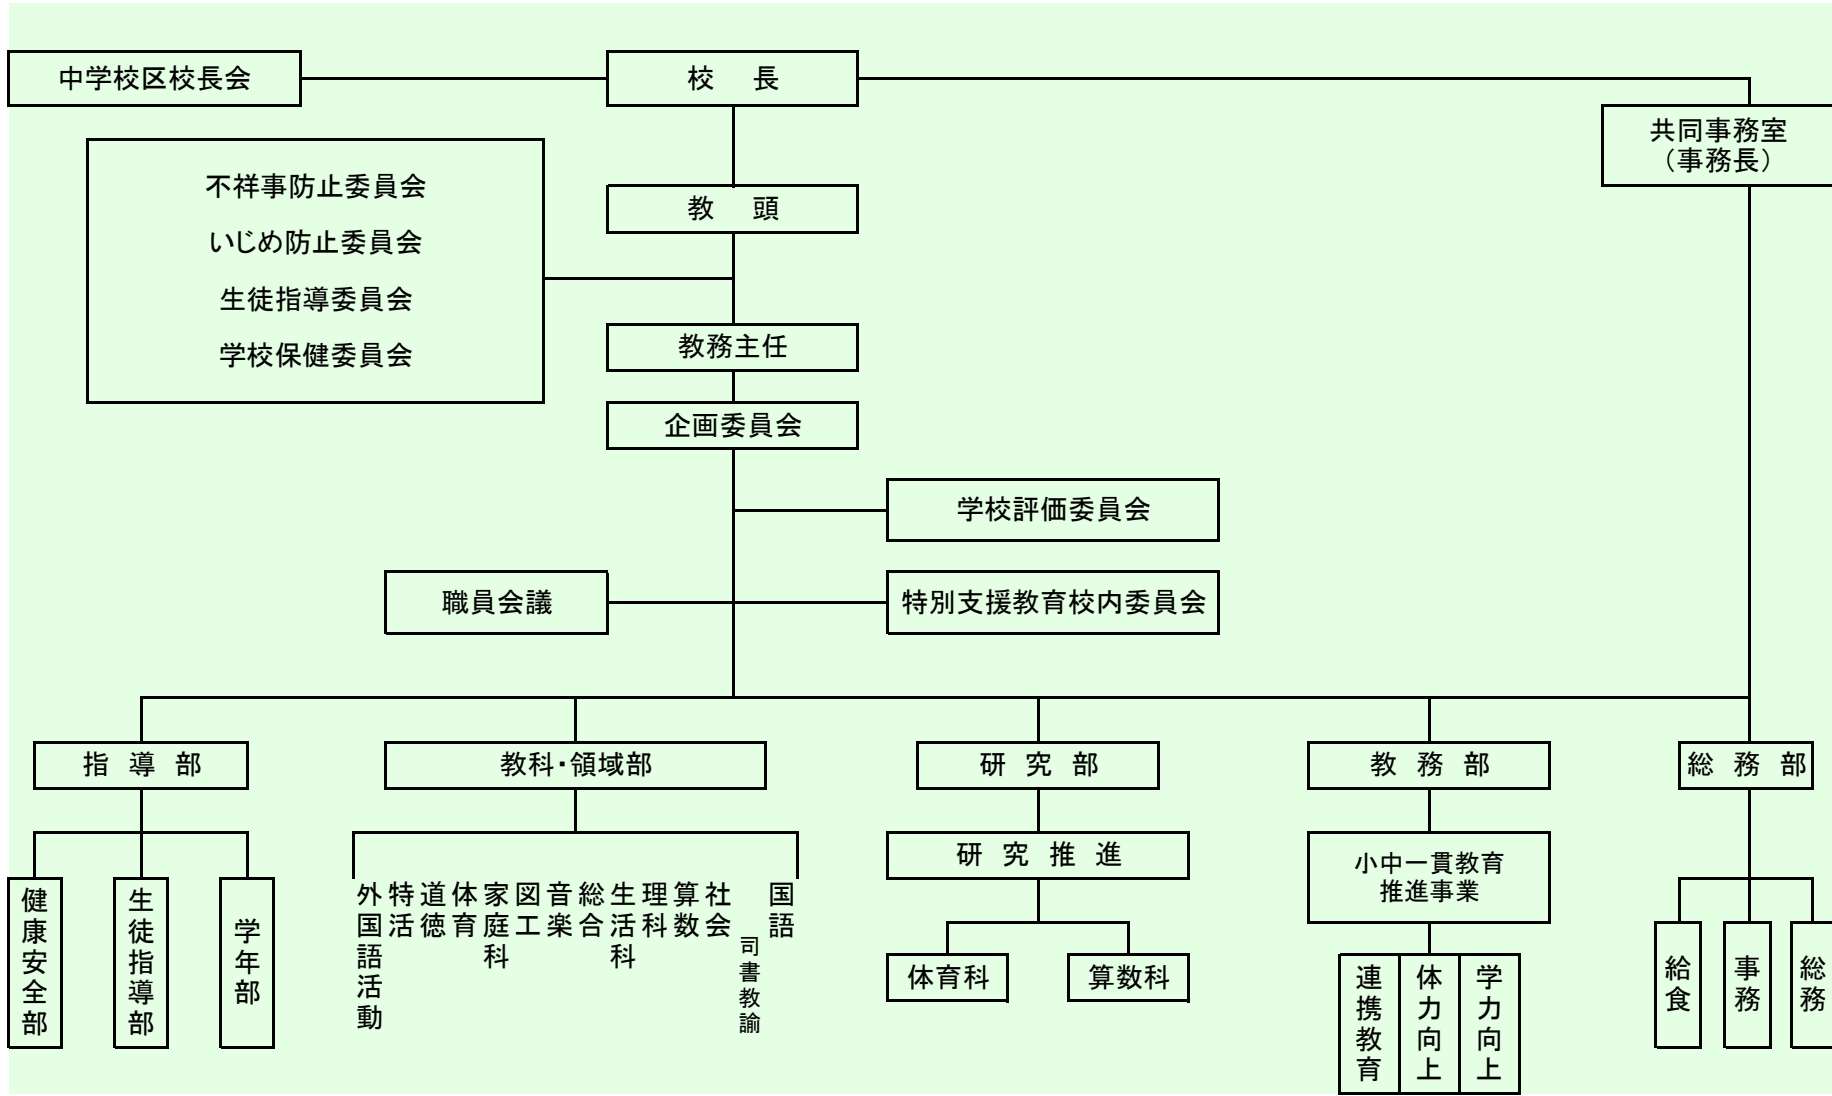 中学校区校長会
校　長
共同事務室
（事務長）
不祥事防止委員会
いじめ防止委員会
生徒指導委員会
学校保健委員会
教　頭
教務主任
企画委員会
学校評価委員会
職員会議
特別支援教育校内委員会
指 導 部
教科・領域部
研 究 部
教 務 部
総 務 部
健康安全部
生徒指導部
学年部
外国語活動
特活
道徳
体育
家庭科
図工
音楽
総合
生活科
理科
算数
社会
司書教諭
国語
研 究 推 進
体育科
算数科
小中一貫教育
推進事業
連携教育
体力向上
学力向上
給食
事務
総務